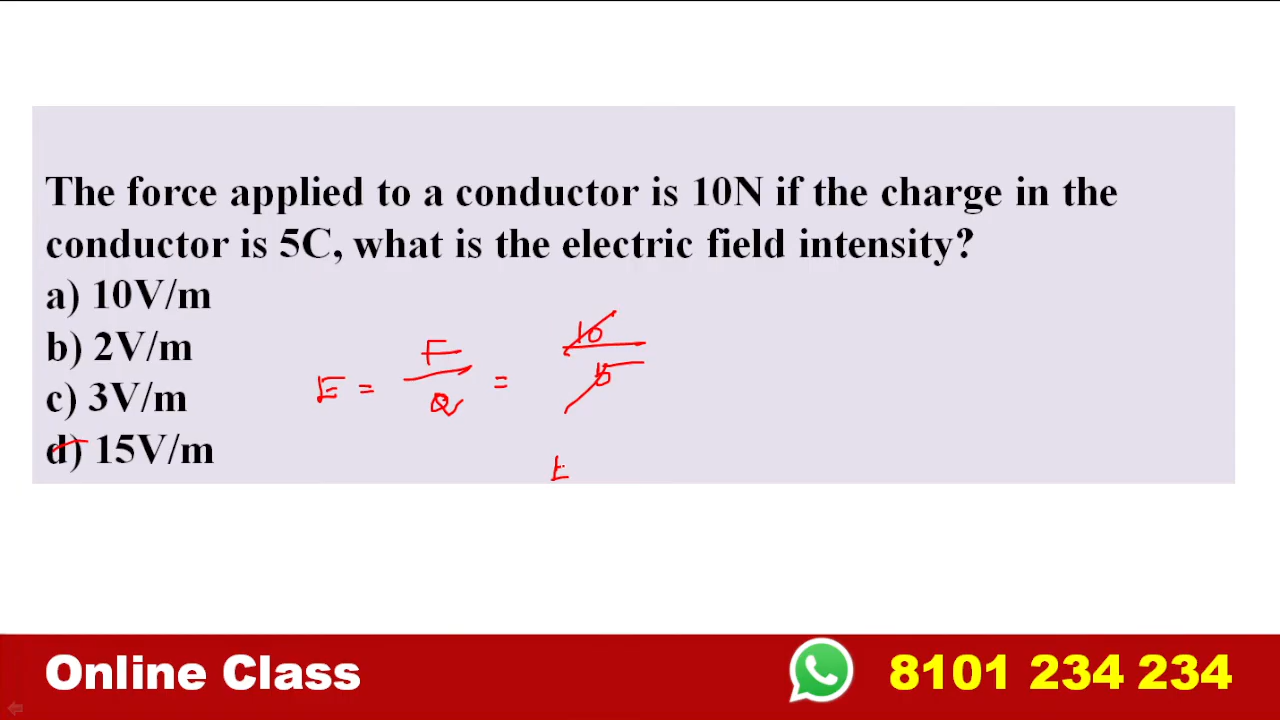 The force applied to a conductor is 10N if the charge in the
conductor is 5C, what is the electric field intensity?
a) 10V/m
b) 2V/m
c) 3V/m
d) 15V/m
E = F/Q = 10/5
E
Online Class
8101 234 234